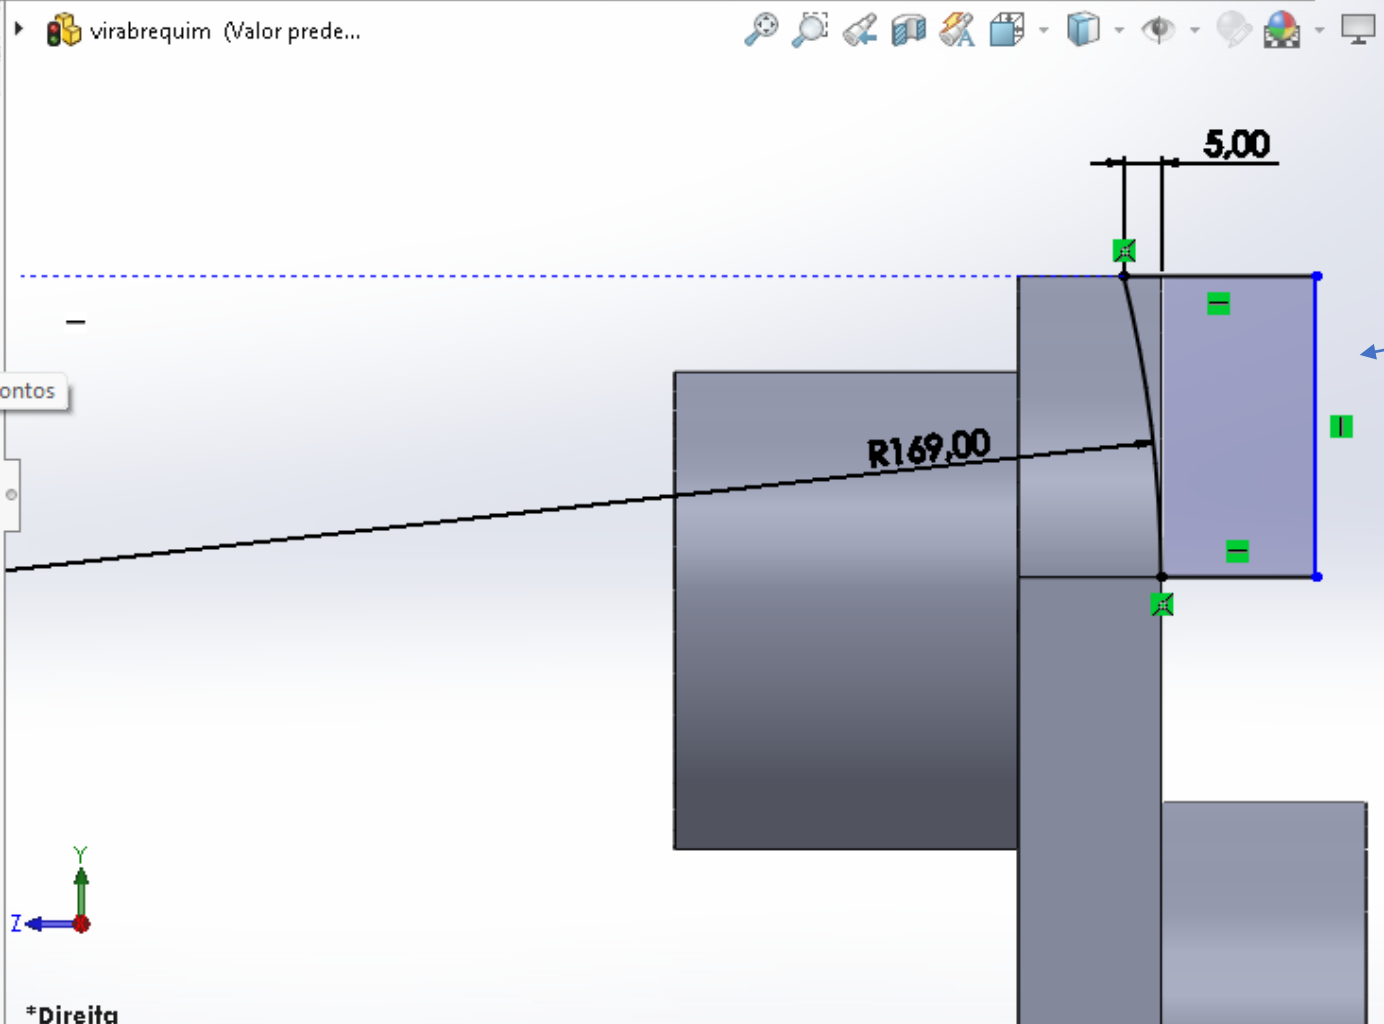 virabrequim (Valor prede...
5,00
ontos
R169,00
Y
Z
*Direita